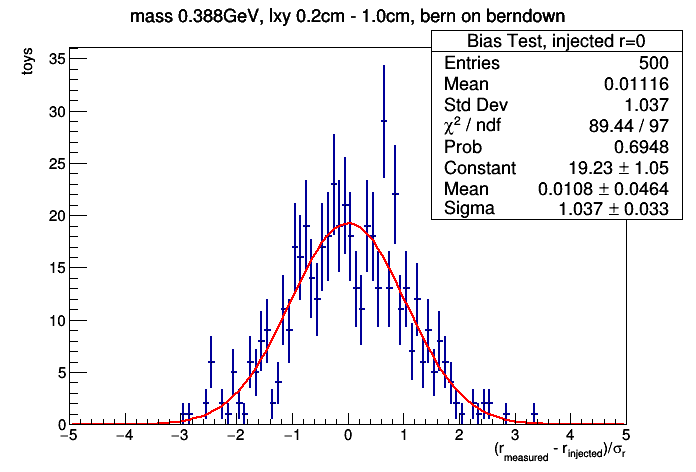 mass 0.388GeV, lxy 0.2cm - 1.0cm, bern on berndown
Bias Test, injected r=0
Entries 500
Mean 0.01116
Std Dev 1.037
χ² / ndf 89.44 / 97
Prob 0.6948
Constant 19.23 ± 1.05
Mean 0.0108 ± 0.0464
Sigma 1.037 ± 0.033
toys
35
30
25
20
15
10
5
0
−5 −4 −3 −2 −1 0 1 2 3 4 5
(r_measured - r_injected)/σ_r